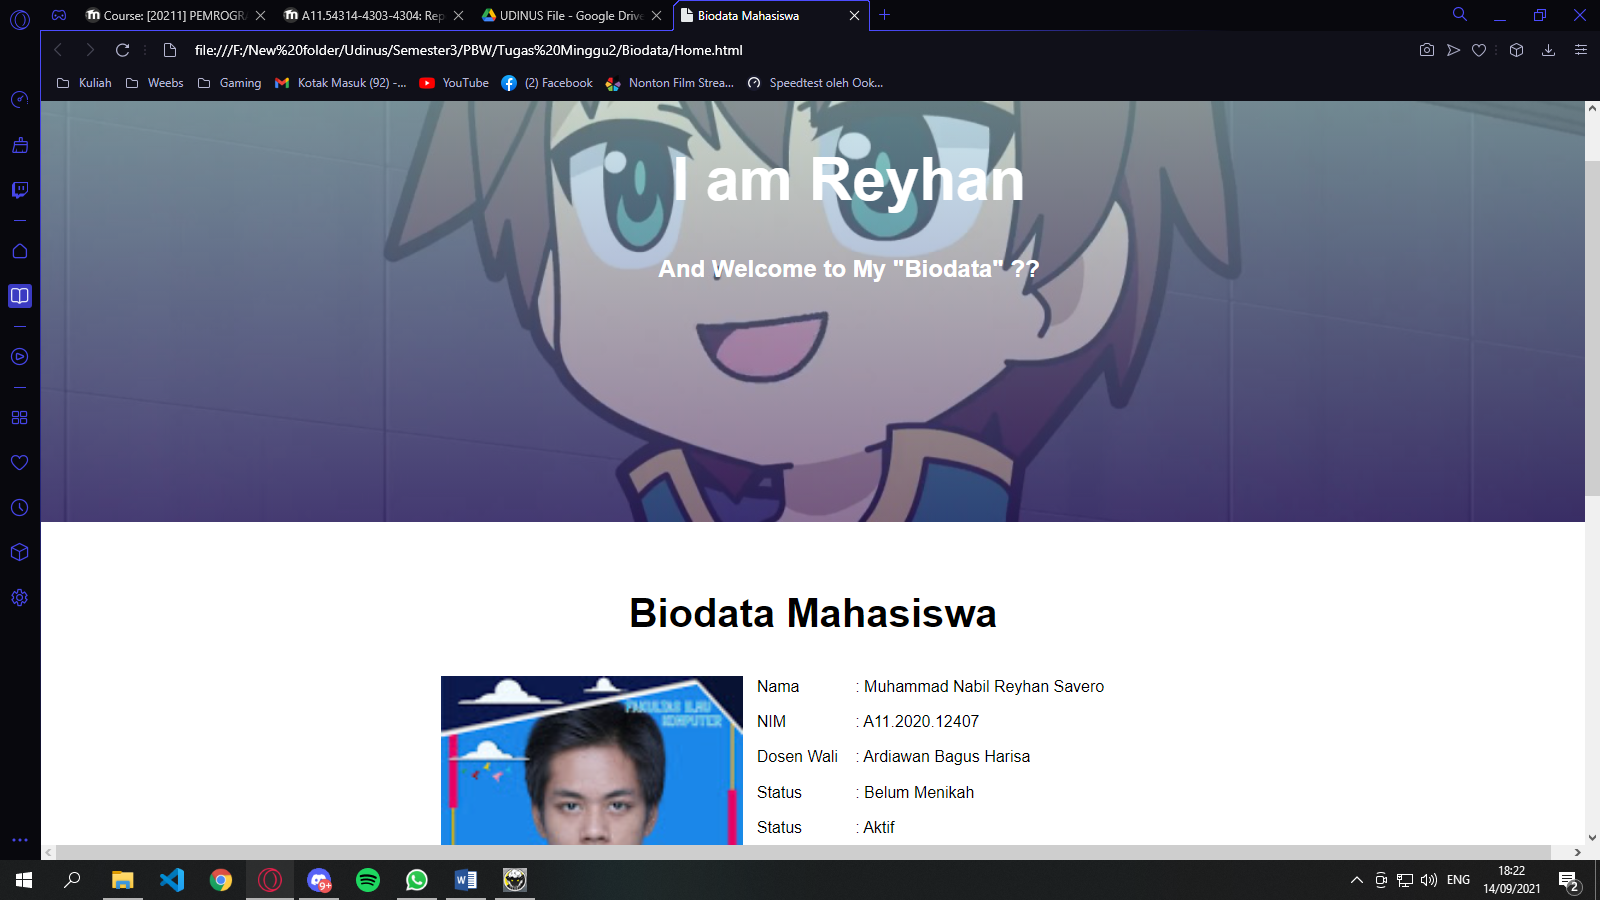 Course: [20211] PEMROGRA
A11.54314-4303-4304: Rep
UDINUS File - Google Drive
Biodata Mahasiswa
file:///F:/New%20folder/Udinus/Semester3/PBW/Tugas%20Minggu2/Biodata/Home.html
Kuliah
Weebs
Gaming
Kotak Masuk (92) -...
YouTube
(2) Facebook
Nonton Film Strea...
Speedtest oleh Ook...
I am Reyhan
And Welcome to My "Biodata" ??
Biodata Mahasiswa
FAKULTAS ILMU
KOMPUTER
Nama : Muhammad Nabil Reyhan Savero
NIM : A11.2020.12407
Dosen Wali : Ardiawan Bagus Harisa
Status : Belum Menikah
Status : Aktif
9+
ENG
18:22
14/09/2021
2